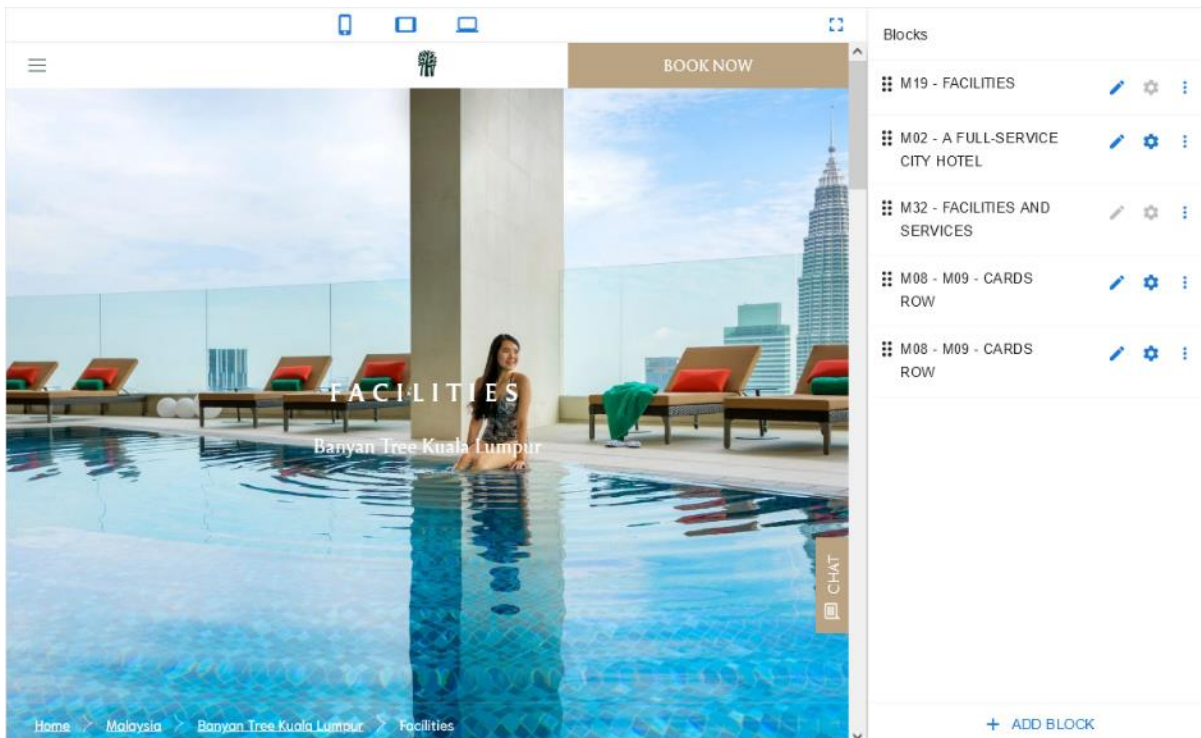 Blocks
BOOK NOW
M19 - FACILITIES
M02 - A FULL-SERVICE
CITY HOTEL
M32 - FACILITIES AND
SERVICES
M08 - M09 - CARDS
ROW
M08 - M09 - CARDS
ROW
FACILITIES
Banyan Tree Kuala Lumpur
CHAT
Home > Malaysia > Banyan Tree Kuala Lumpur > Facilities
+ ADD BLOCK